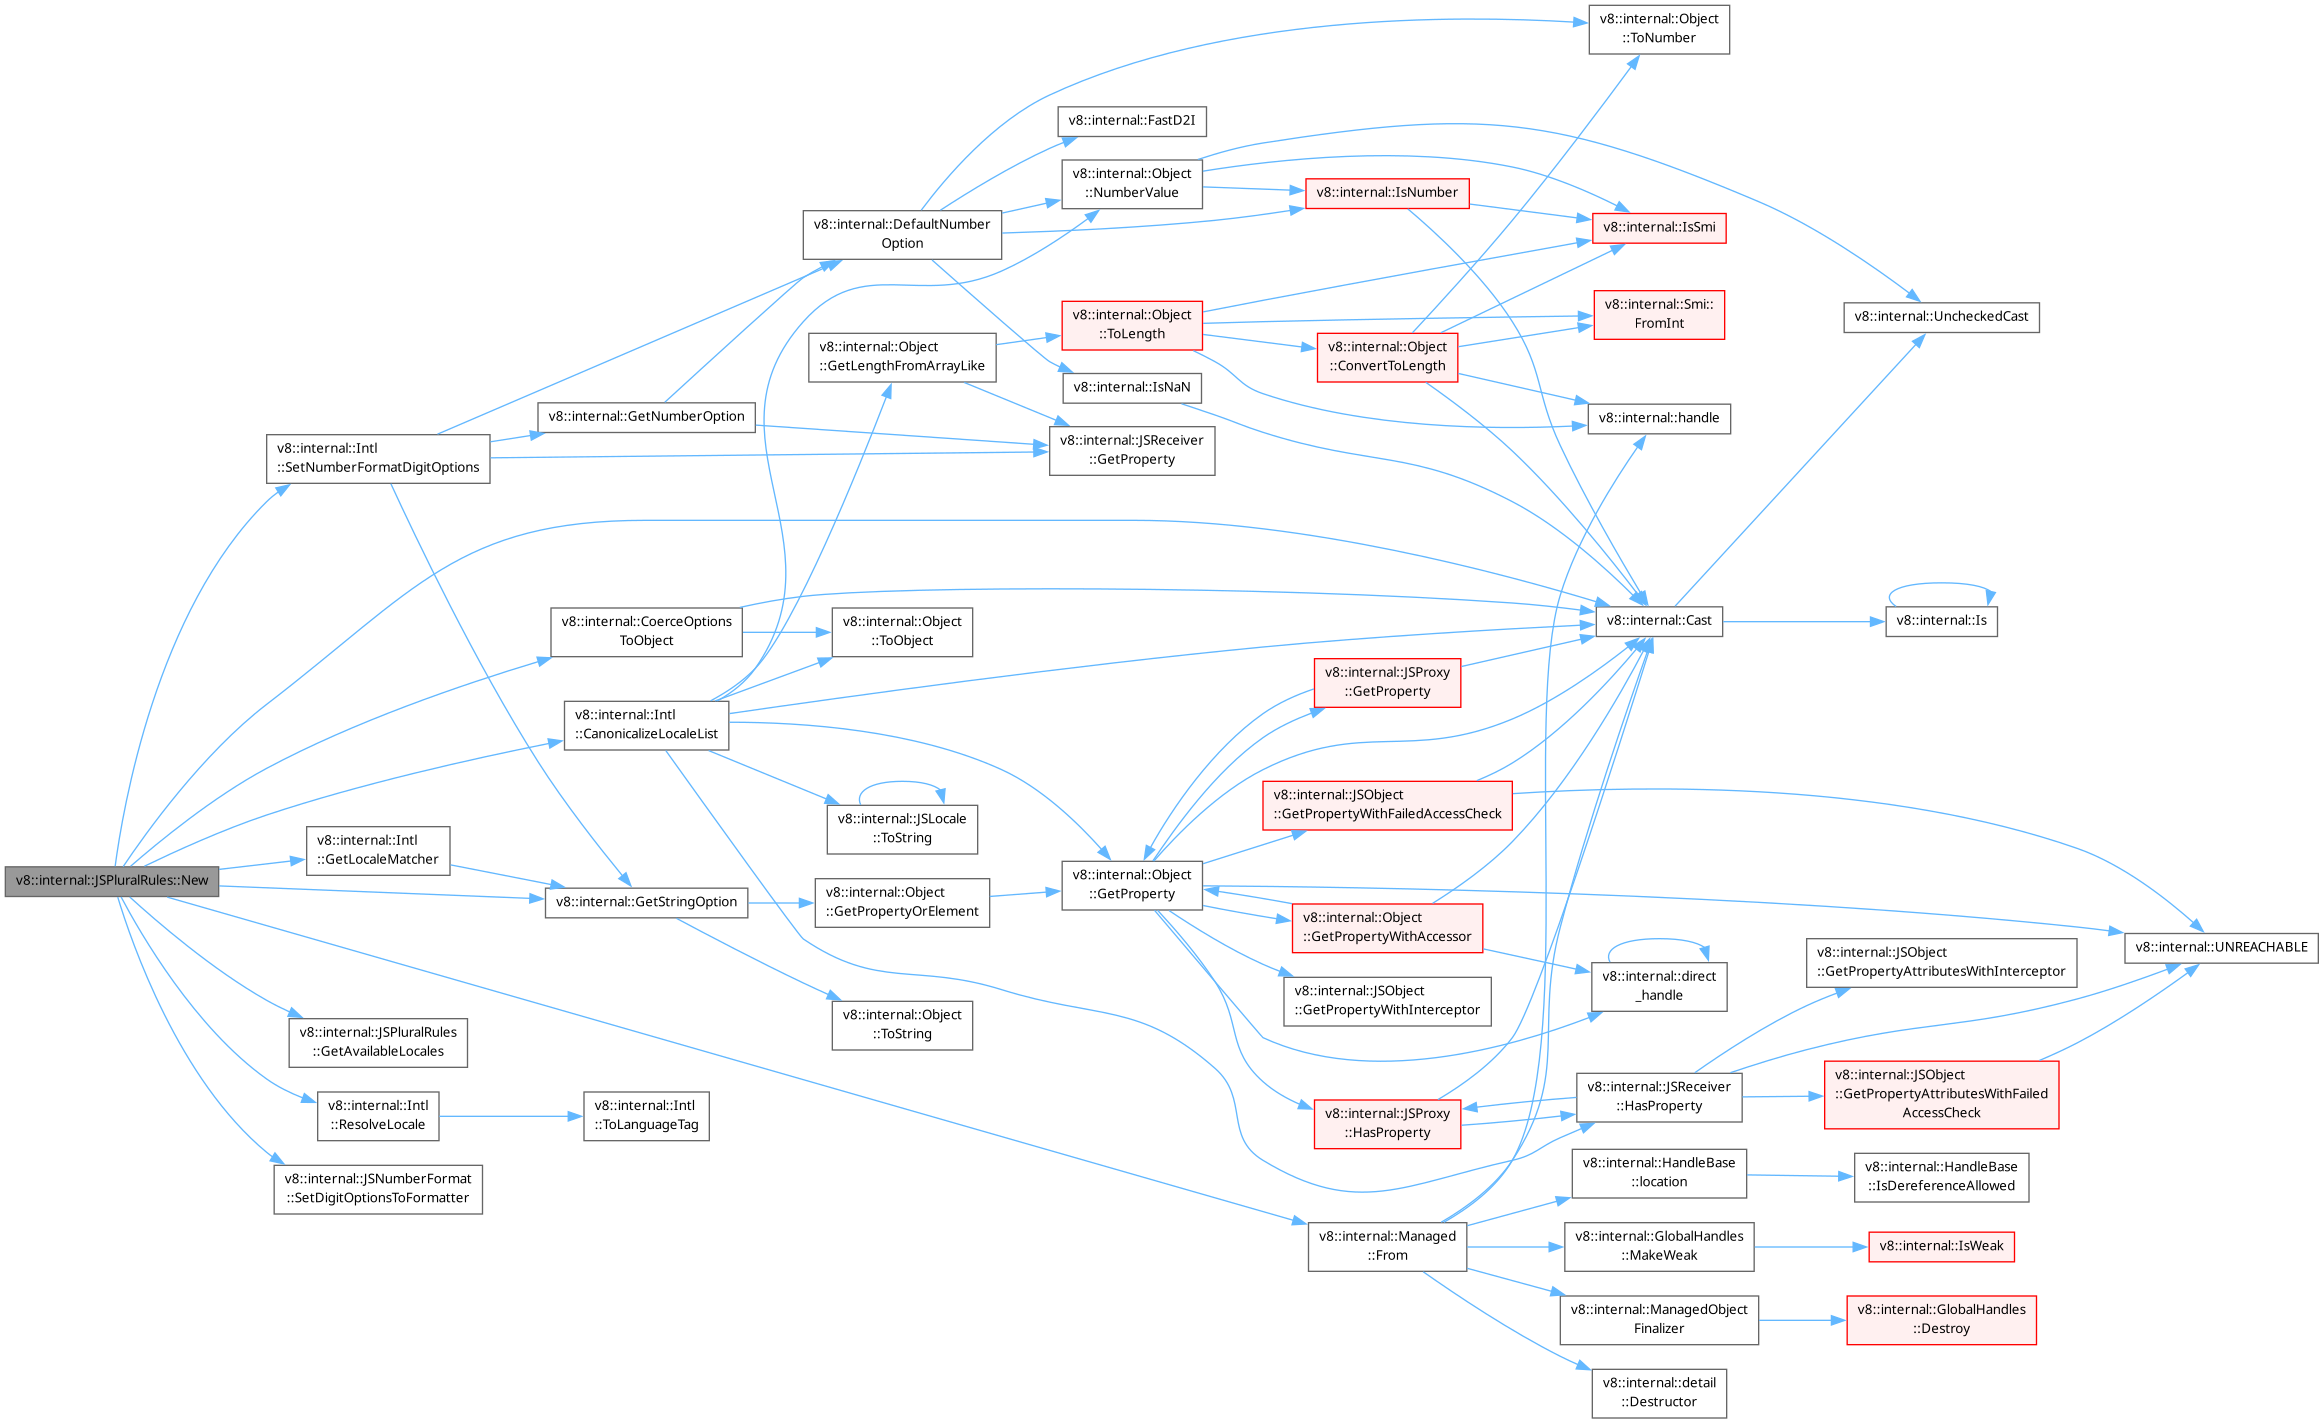 v8::internal::JSPluralRules::New
v8::internal::Intl
::SetNumberFormatDigitOptions
v8::internal::Intl
::GetLocaleMatcher
v8::internal::JSPluralRules
::GetAvailableLocales
v8::internal::Intl
::ResolveLocale
v8::internal::JSNumberFormat
::SetDigitOptionsToFormatter
v8::internal::GetNumberOption
v8::internal::CoerceOptions
ToObject
v8::internal::Intl
::CanonicalizeLocaleList
v8::internal::GetStringOption
v8::internal::Intl
::ToLanguageTag
v8::internal::DefaultNumber
Option
v8::internal::Object
::GetLengthFromArrayLike
v8::internal::Object
::ToObject
v8::internal::JSLocale
::ToString
v8::internal::Object
::GetPropertyOrElement
v8::internal::Object
::ToString
v8::internal::FastD2I
v8::internal::Object
::NumberValue
v8::internal::Object
::ToLength
v8::internal::IsNaN
v8::internal::JSReceiver
::GetProperty
v8::internal::Object
::GetProperty
v8::internal::IsNumber
v8::internal::Object
::ConvertToLength
v8::internal::JSProxy
::GetProperty
v8::internal::JSObject
::GetPropertyWithFailedAccessCheck
v8::internal::Object
::GetPropertyWithAccessor
v8::internal::JSObject
::GetPropertyWithInterceptor
v8::internal::JSProxy
::HasProperty
v8::internal::Managed
::From
v8::internal::Object
::ToNumber
v8::internal::IsSmi
v8::internal::Smi::
FromInt
v8::internal::handle
v8::internal::Cast
v8::internal::direct
_handle
v8::internal::JSReceiver
::HasProperty
v8::internal::HandleBase
::location
v8::internal::GlobalHandles
::MakeWeak
v8::internal::ManagedObject
Finalizer
v8::internal::detail
::Destructor
v8::internal::UncheckedCast
v8::internal::Is
v8::internal::JSObject
::GetPropertyAttributesWithInterceptor
v8::internal::JSObject
::GetPropertyAttributesWithFailed
AccessCheck
v8::internal::HandleBase
::IsDereferenceAllowed
v8::internal::IsWeak
v8::internal::GlobalHandles
::Destroy
v8::internal::UNREACHABLE